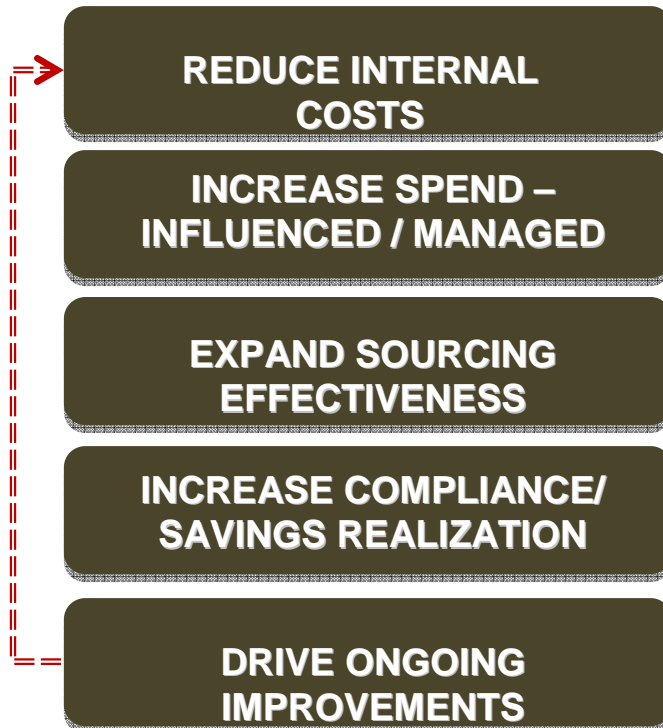 REDUCE INTERNAL
COSTS
INCREASE SPEND –
INFLUENCED / MANAGED
EXPAND SOURCING
EFFECTIVENESS
INCREASE COMPLIANCE/
SAVINGS REALIZATION
DRIVE ONGOING
IMPROVEMENTS